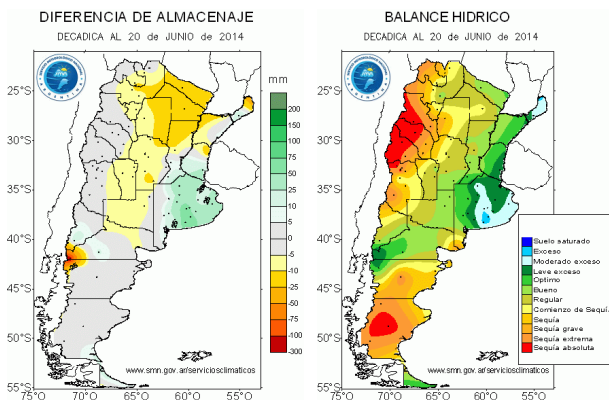 DIFERENCIA DE ALMACENAJE
DECADICA AL 20 de JUNIO de 2014
mm
200
150
100
75
50
25
10
5
0
-5
-10
-25
-50
-75
-100
-300
25°S
30°S
35°S
40°S
45°S
50°S
55°S
75°O
70°O
65°O
60°O
55°O
www.smn.gov.ar/serviciosclimaticos
BALANCE HIDRICO
DECADICA AL 20 de JUNIO de 2014
25°S
30°S
35°S
40°S
45°S
50°S
55°S
75°O
70°O
65°O
60°O
55°O
www.smn.gov.ar/serviciosclimaticos
Suelo saturado
Exceso
Moderado exceso
Leve exceso
Optimo
Bueno
Regular
Comienzo de Sequí
Sequía
Sequía grave
Sequía extrema
Sequía absoluta